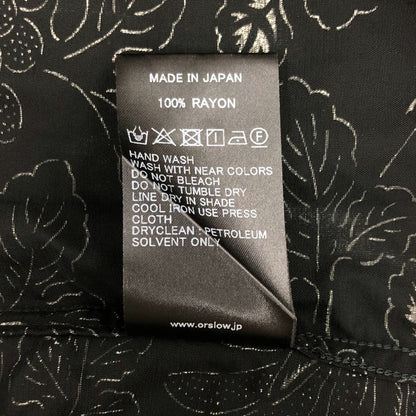 MADE IN JAPAN
100% RAYON
HAND WASH
WASH WITH NEAR COLORS
DO NOT BLEACH
DO NOT TUMBLE DRY
LINE DRY IN SHADE
COOL IRON USE PRESS
CLOTH
DRYCLEAN : PETROLEUM
SOLVENT ONLY
www.orslow.jp